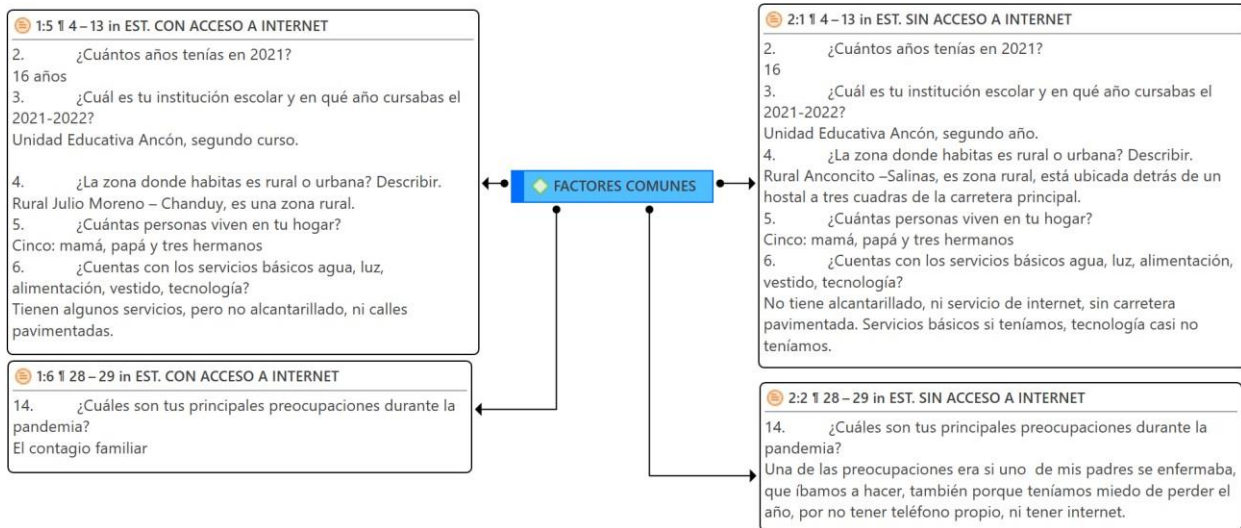 1:5 ¶ 4 – 13 in EST. CON ACCESO A INTERNET
2. ¿Cuántos años tenías en 2021?
16 años
3. ¿Cuál es tu institución escolar y en qué año cursabas el
2021-2022?
Unidad Educativa Ancón, segundo curso.
4. ¿La zona donde habitas es rural o urbana? Describir.
Rural Julio Moreno – Chanduy, es una zona rural.
5. ¿Cuántas personas viven en tu hogar?
Cinco: mamá, papá y tres hermanos
6. ¿Cuentas con los servicios básicos agua, luz,
alimentación, vestido, tecnología?
Tienen algunos servicios, pero no alcantarillado, ni calles
pavimentadas.
1:6 ¶ 28 – 29 in EST. CON ACCESO A INTERNET
14. ¿Cuáles son tus principales preocupaciones durante la
pandemia?
El contagio familiar
FACTORES COMUNES
2:1 ¶ 4 – 13 in EST. SIN ACCESO A INTERNET
2. ¿Cuántos años tenías en 2021?
16
3. ¿Cuál es tu institución escolar y en qué año cursabas el
2021-2022?
Unidad Educativa Ancón, segundo año.
4. ¿La zona donde habitas es rural o urbana? Describir.
Rural Anconcito –Salinas, es zona rural, está ubicada detrás de un
hostal a tres cuadras de la carretera principal.
5. ¿Cuántas personas viven en tu hogar?
Cinco: mamá, papá y tres hermanos
6. ¿Cuentas con los servicios básicos agua, luz, alimentación,
vestido, tecnología?
No tiene alcantarillado, ni servicio de internet, sin carretera
pavimentada. Servicios básicos si teníamos, tecnología casi no
teníamos.
2:2 ¶ 28 – 29 in EST. SIN ACCESO A INTERNET
14. ¿Cuáles son tus principales preocupaciones durante la
pandemia?
Una de las preocupaciones era si uno de mis padres se enfermaba,
que íbamos a hacer, también porque teníamos miedo de perder el
año, por no tener teléfono propio, ni tener internet.